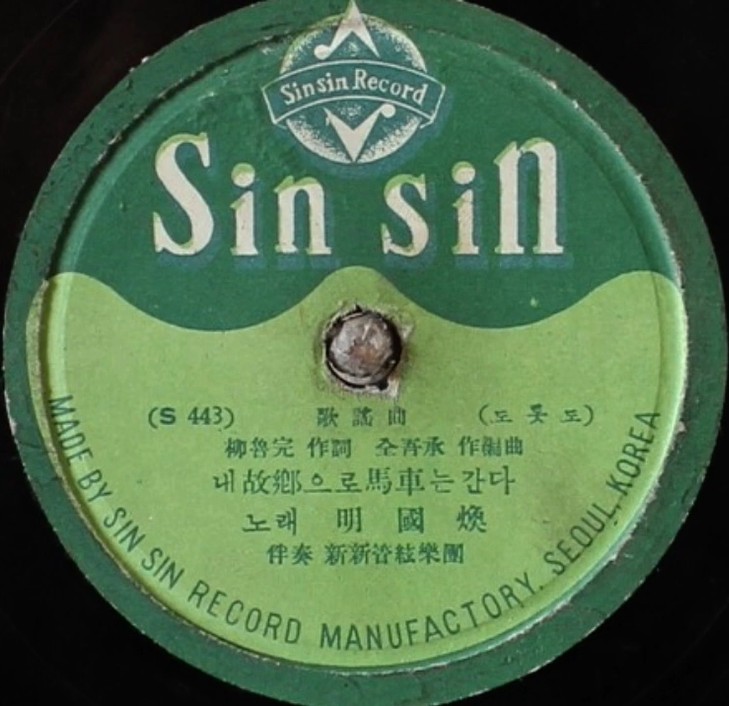 Sinsin Record
Sin sin
(S 443) 歌謠曲 (도롯도)
柳魯完 作詞 全吾承 作編曲
내故鄕으로馬車는간다
노래 明國煥
伴奏 新新管絃樂團
MADE BY SIN SIN RECORD MANUFACTORY. SEOUL, KOREA